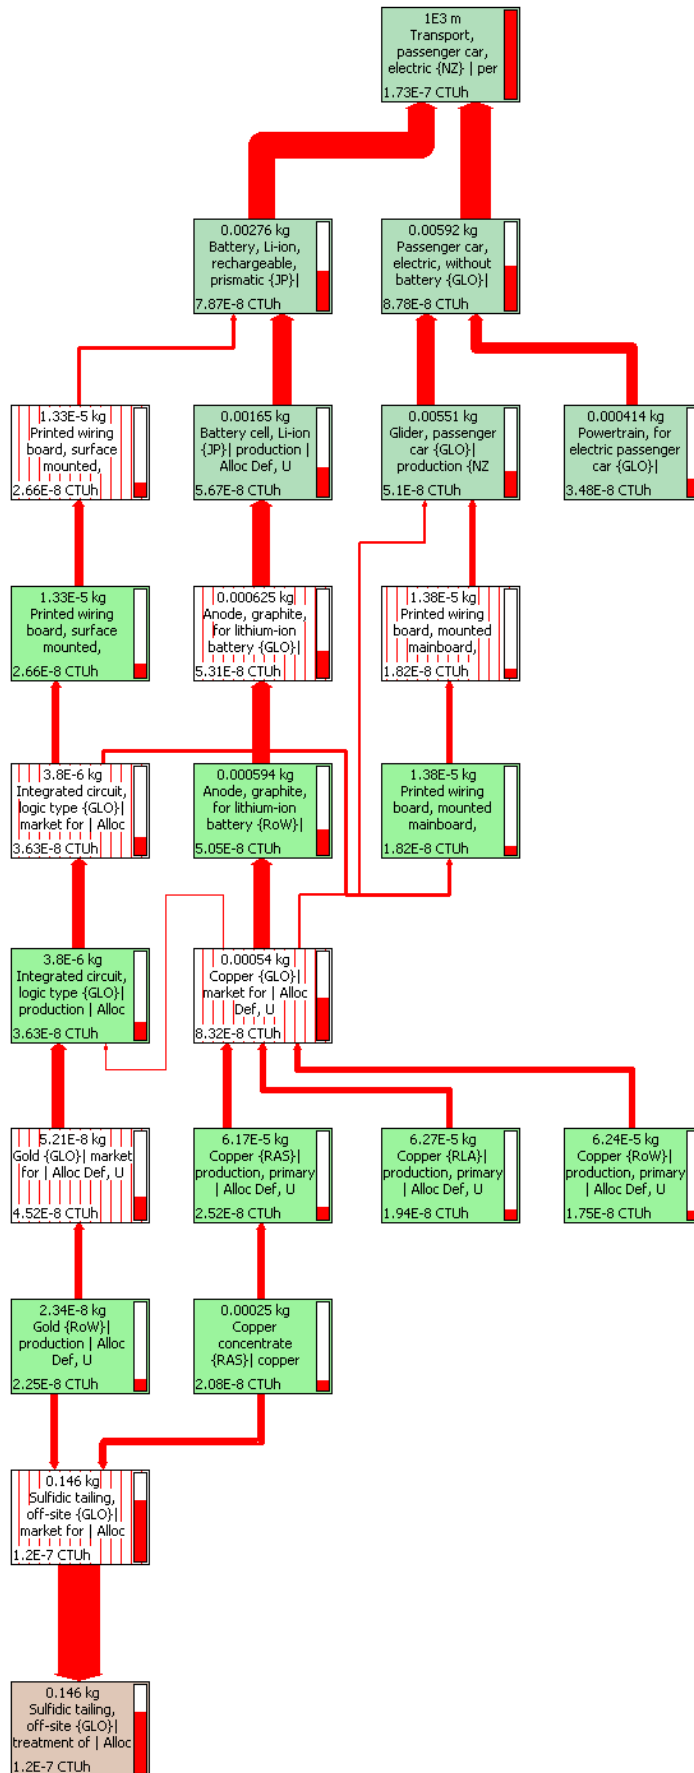 1E3 m
Transport,
passenger car,
electric {NZ} | per
1.73E-7 CTUh
0.00276 kg
Battery, Li-ion,
rechargeable,
prismatic {JP}|
7.87E-8 CTUh
0.00592 kg
Passenger car,
electric, without
battery {GLO}|
8.78E-8 CTUh
1.33E-5 kg
Printed wiring
board, surface
mounted,
2.66E-8 CTUh
0.00165 kg
Battery cell, Li-ion
{JP}| production |
Alloc Def, U
5.67E-8 CTUh
0.00551 kg
Glider, passenger
car {GLO}|
production {NZ
5.1E-8 CTUh
0.000414 kg
Powertrain, for
electric passenger
car {GLO}|
3.48E-8 CTUh
1.33E-5 kg
Printed wiring
board, surface
mounted,
2.66E-8 CTUh
0.000625 kg
Anode, graphite,
for lithium-ion
battery {GLO}|
5.31E-8 CTUh
1.38E-5 kg
Printed wiring
board, mounted
mainboard,
1.82E-8 CTUh
3.8E-6 kg
Integrated circuit,
logic type {GLO}|
market for | Alloc
3.63E-8 CTUh
0.000594 kg
Anode, graphite,
for lithium-ion
battery {RoW}|
5.05E-8 CTUh
1.38E-5 kg
Printed wiring
board, mounted
mainboard,
1.82E-8 CTUh
3.8E-6 kg
Integrated circuit,
logic type {GLO}|
production | Alloc
3.63E-8 CTUh
0.00054 kg
Copper {GLO}|
market for | Alloc
Def, U
8.32E-8 CTUh
5.21E-8 kg
Gold {GLO}| market
for | Alloc Def, U
4.52E-8 CTUh
6.17E-5 kg
Copper {RAS}|
production, primary
| Alloc Def, U
2.52E-8 CTUh
6.27E-5 kg
Copper {RLA}|
production, primary
| Alloc Def, U
1.94E-8 CTUh
6.24E-5 kg
Copper {RoW}|
production, primary
| Alloc Def, U
1.75E-8 CTUh
2.34E-8 kg
Gold {RoW}|
production | Alloc
Def, U
2.25E-8 CTUh
0.00025 kg
Copper
concentrate
{RAS}| copper
2.08E-8 CTUh
0.146 kg
Sulfidic tailing,
off-site {GLO}|
market for | Alloc
1.2E-7 CTUh
0.146 kg
Sulfidic tailing,
off-site {GLO}|
treatment of | Alloc
1.2E-7 CTUh